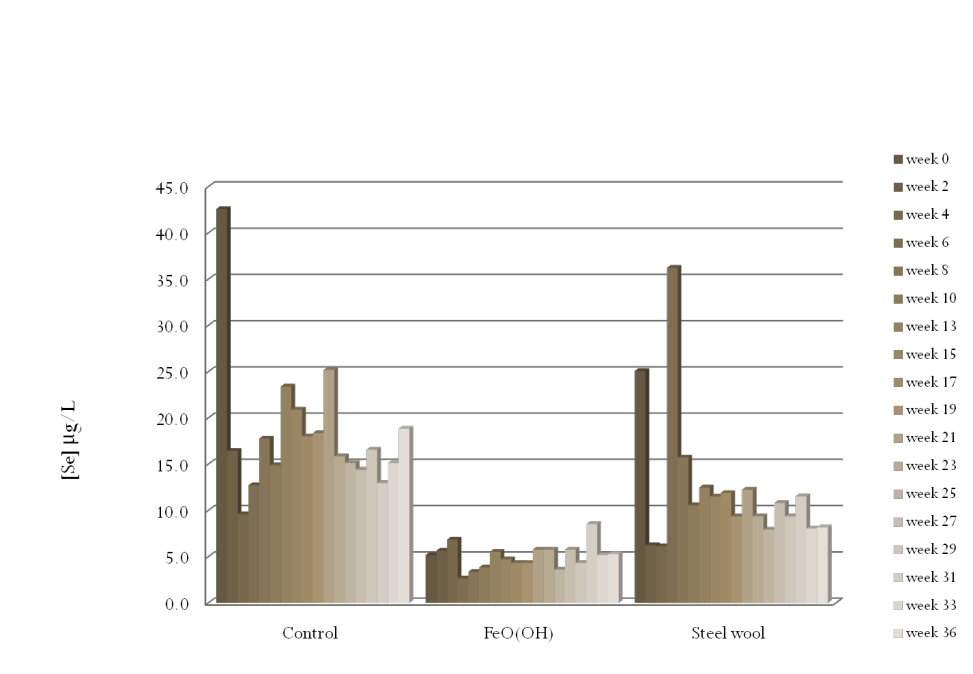 45.0
40.0
35.0
30.0
25.0
20.0
15.0
10.0
5.0
0.0
[Se] µg/L
Control
FeO(OH)
Steel wool
week 0
week 2
week 4
week 6
week 8
week 10
week 13
week 15
week 17
week 19
week 21
week 23
week 25
week 27
week 29
week 31
week 33
week 36